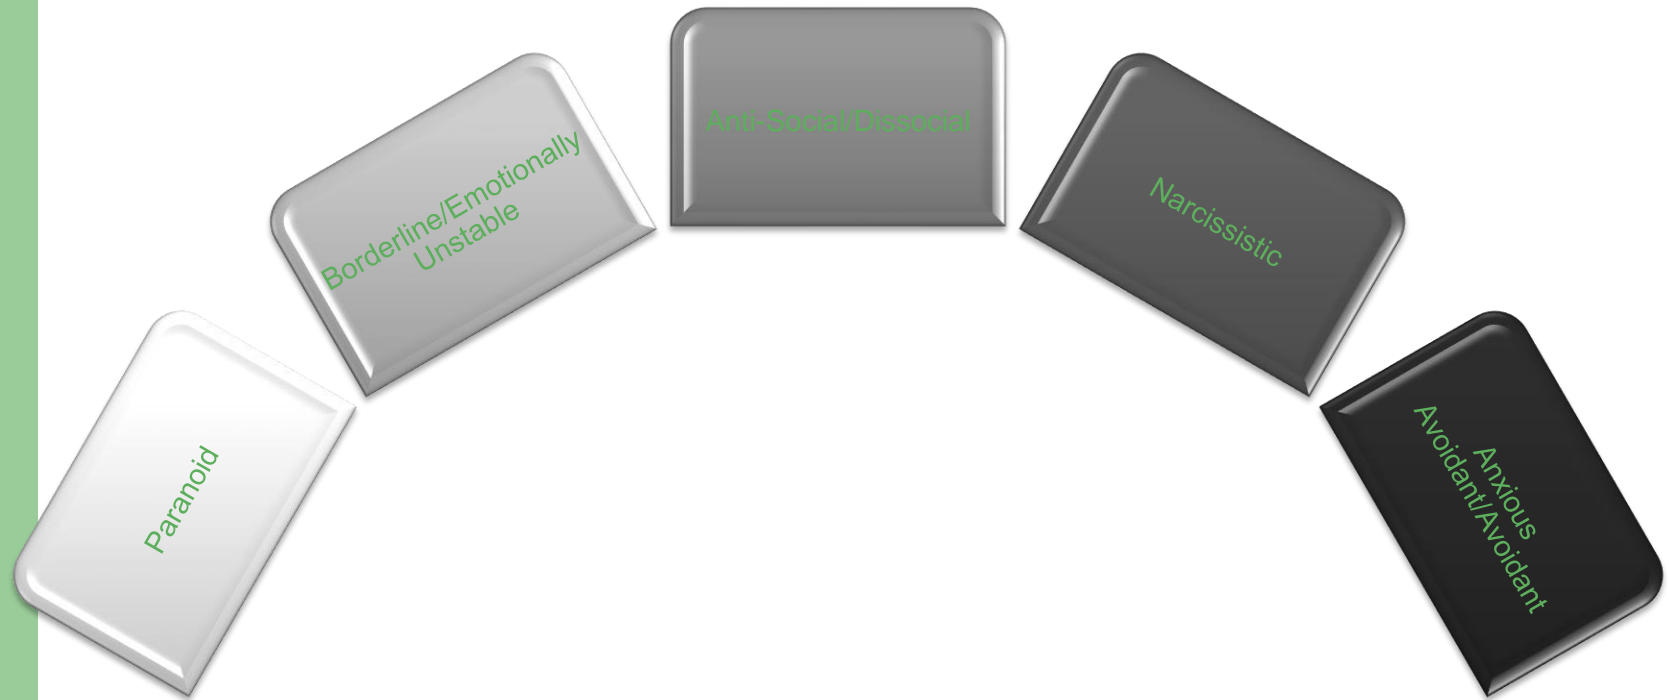 Paranoid
Borderline/Emotionally
Unstable
Anti-Social/Dissocial
Narcissistic
Anxious
Avoidant/Avoidant